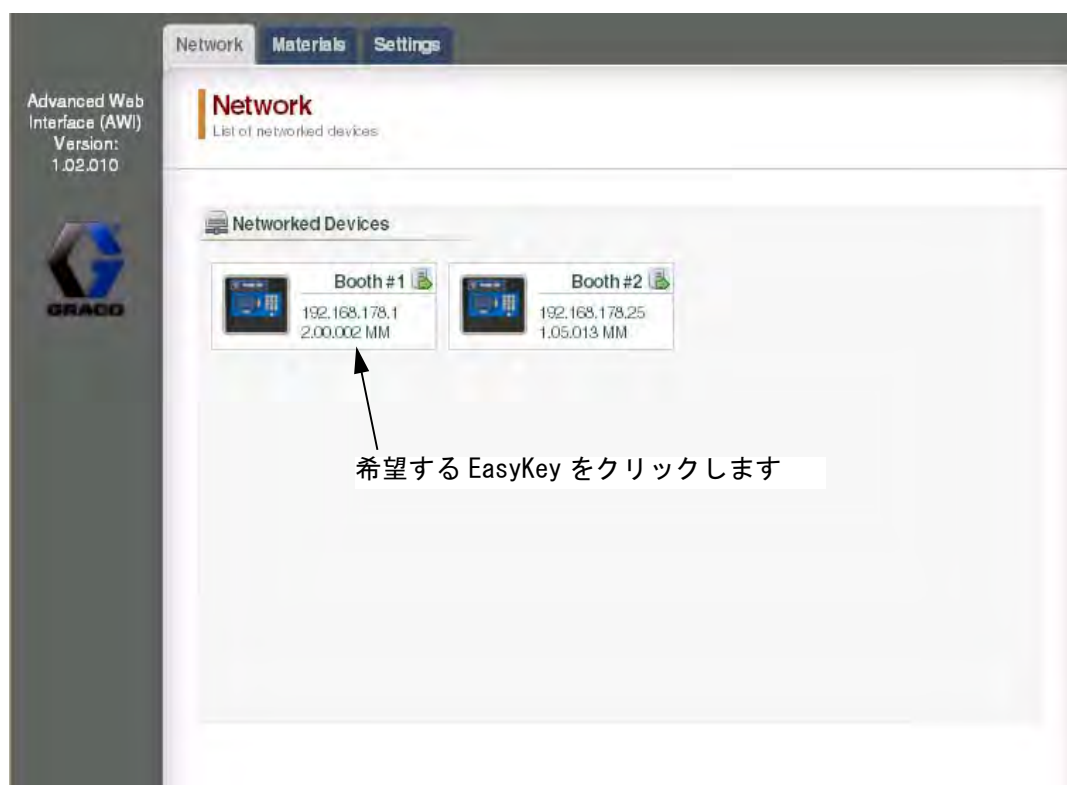 Network Materials Settings
Advanced Web
Interface (AWI)
Version:
1.02.010
GRACO
Network
List of networked devices
Networked Devices
Booth #1
192.168.178.1
2.00.002 MM
Booth #2
192.168.178.25
1.05.013 MM
希望する EasyKey をクリックします